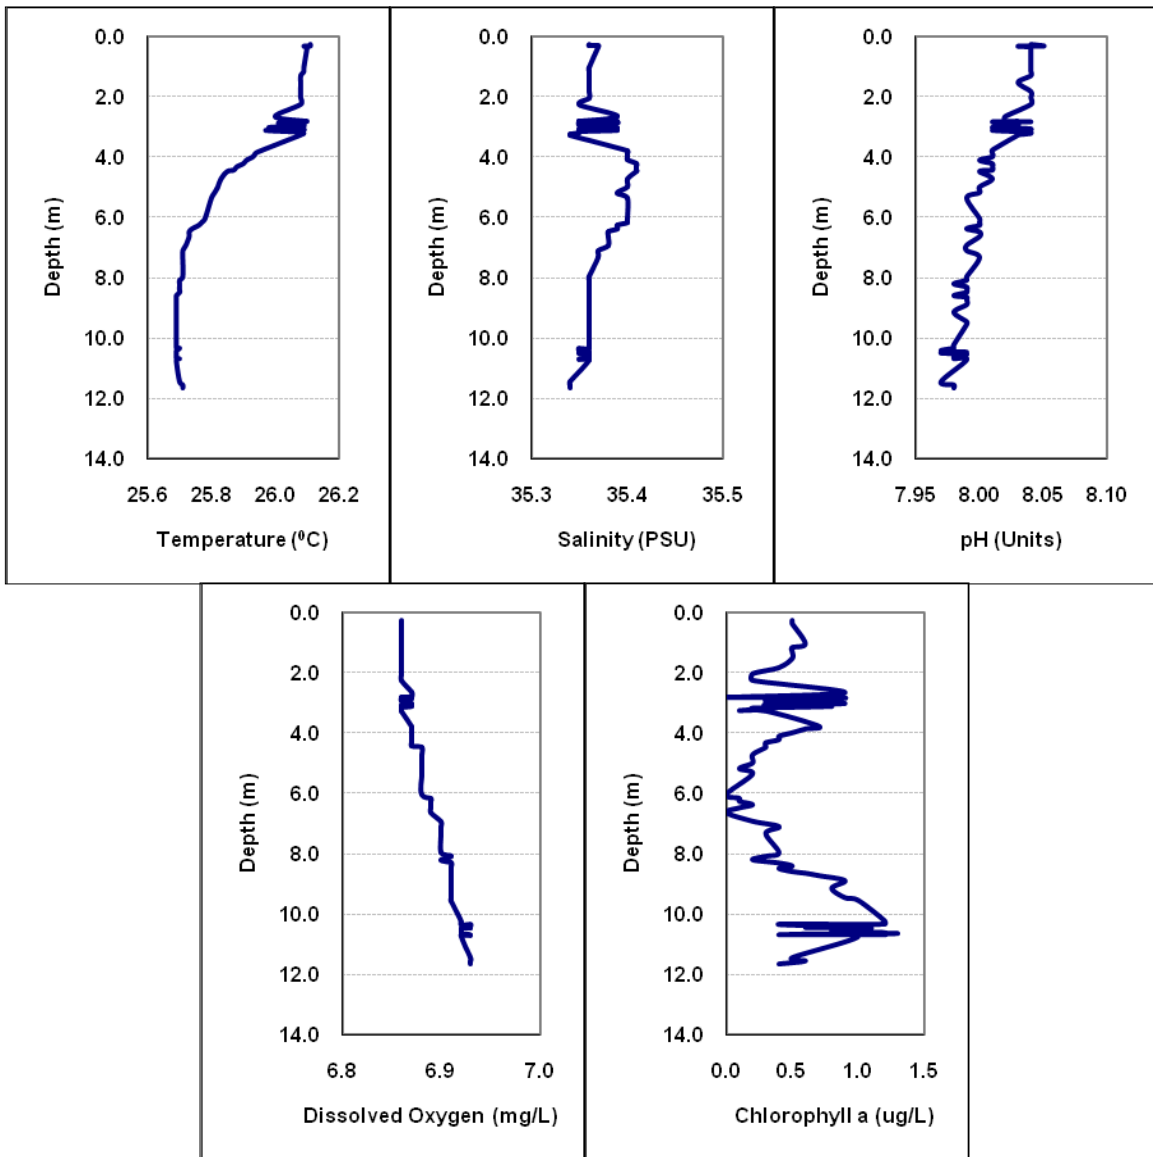 0.0
2.0
4.0
6.0
8.0
10.0
12.0
14.0
Depth (m)
25.6 25.8 26.0 26.2
Temperature (⁰C)
0.0
2.0
4.0
6.0
8.0
10.0
12.0
14.0
Depth (m)
35.3 35.4 35.5
Salinity (PSU)
0.0
2.0
4.0
6.0
8.0
10.0
12.0
14.0
Depth (m)
7.95 8.00 8.05 8.10
pH (Units)
0.0
2.0
4.0
6.0
8.0
10.0
12.0
14.0
Depth (m)
6.8 6.9 7.0
Dissolved Oxygen (mg/L)
0.0
2.0
4.0
6.0
8.0
10.0
12.0
14.0
Depth (m)
0.0 0.5 1.0 1.5
Chlorophyll a (ug/L)